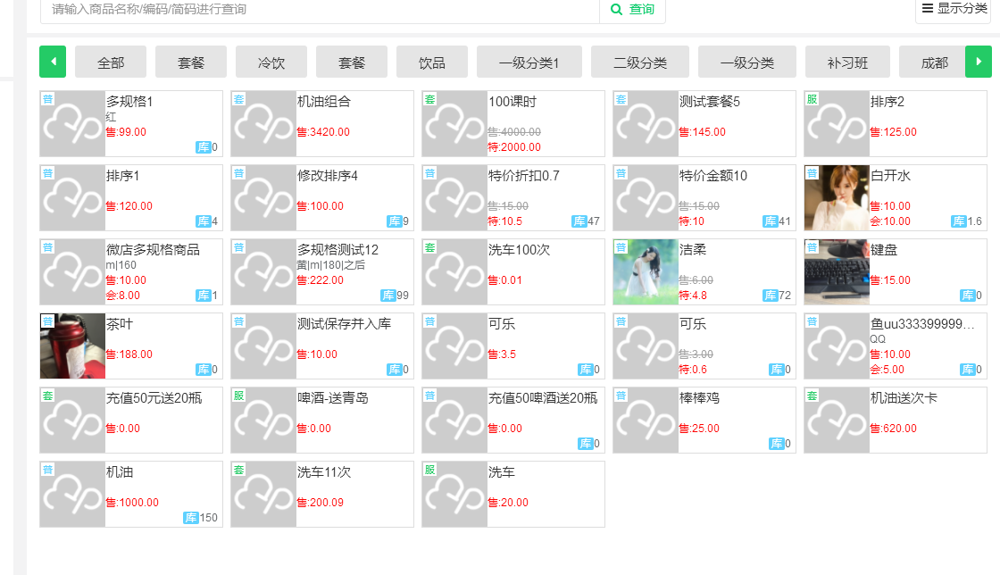 请输入商品名称/编码/简码进行查询 查询 显示分类
全部 套餐 冷饮 套餐 饮品 一级分类1 二级分类 一级分类 补习班 成都
普 多规格1
红
售:99.00
库0
套 机油组合
售:3420.00
套 100课时
售:4000.00
特:2000.00
套 测试套餐5
售:145.00
服 排序2
售:125.00
普 排序1
售:120.00
库4
普 修改排序4
售:100.00
库9
普 特价折扣0.7
售:15.00
特:10.5 库47
普 特价金额10
售:15.00
特:10 库41
普 白开水
售:10.00
会:10.00 库1.6
普 微店多规格商品
m|160
售:10.00
会:8.00 库1
普 多规格测试12
黄|m|180|之后
售:222.00
库99
套 洗车100次
售:0.01
普 洁柔
售:6.00
特:4.8 库72
普 键盘
售:15.00
库0
普 茶叶
售:188.00
库0
普 测试保存并入库
售:10.00
库0
普 可乐
售:3.5
库0
普 可乐
售:3.00
特:0.6 库0
普 鱼uu333399999...
QQ
售:10.00
会:5.00 库0
套 充值50元送20瓶
售:0.00
服 啤酒-送青岛
售:0.00
普 充值50啤酒送20瓶
售:0.00
库0
普 棒棒鸡
售:25.00
库0
套 机油送次卡
售:620.00
普 机油
售:1000.00
库150
套 洗车11次
售:200.09
服 洗车
售:20.00